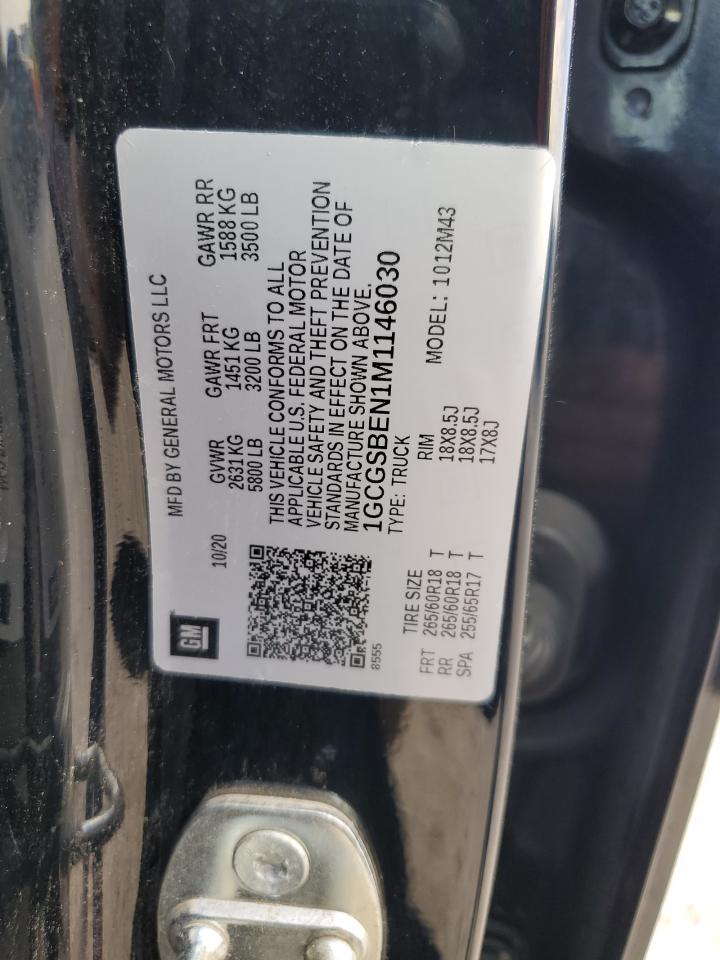 MFD BY GENERAL MOTORS LLC
GM
10/20
GVWR GAWR FRT GAWR RR
2631 KG 1451 KG 1588 KG
5800 LB 3200 LB 3500 LB
THIS VEHICLE CONFORMS TO ALL
APPLICABLE U.S. FEDERAL MOTOR
VEHICLE SAFETY AND THEFT PREVENTION
STANDARDS IN EFFECT ON THE DATE OF
MANUFACTURE SHOWN ABOVE.
1GCGSBEN1M1146030
8555
TYPE: TRUCK MODEL: 1012M43
TIRE SIZE RIM
FRT 265/60R18 T 18X8.5J
RR 265/60R18 T 18X8.5J
SPA 255/65R17 T 17X8J